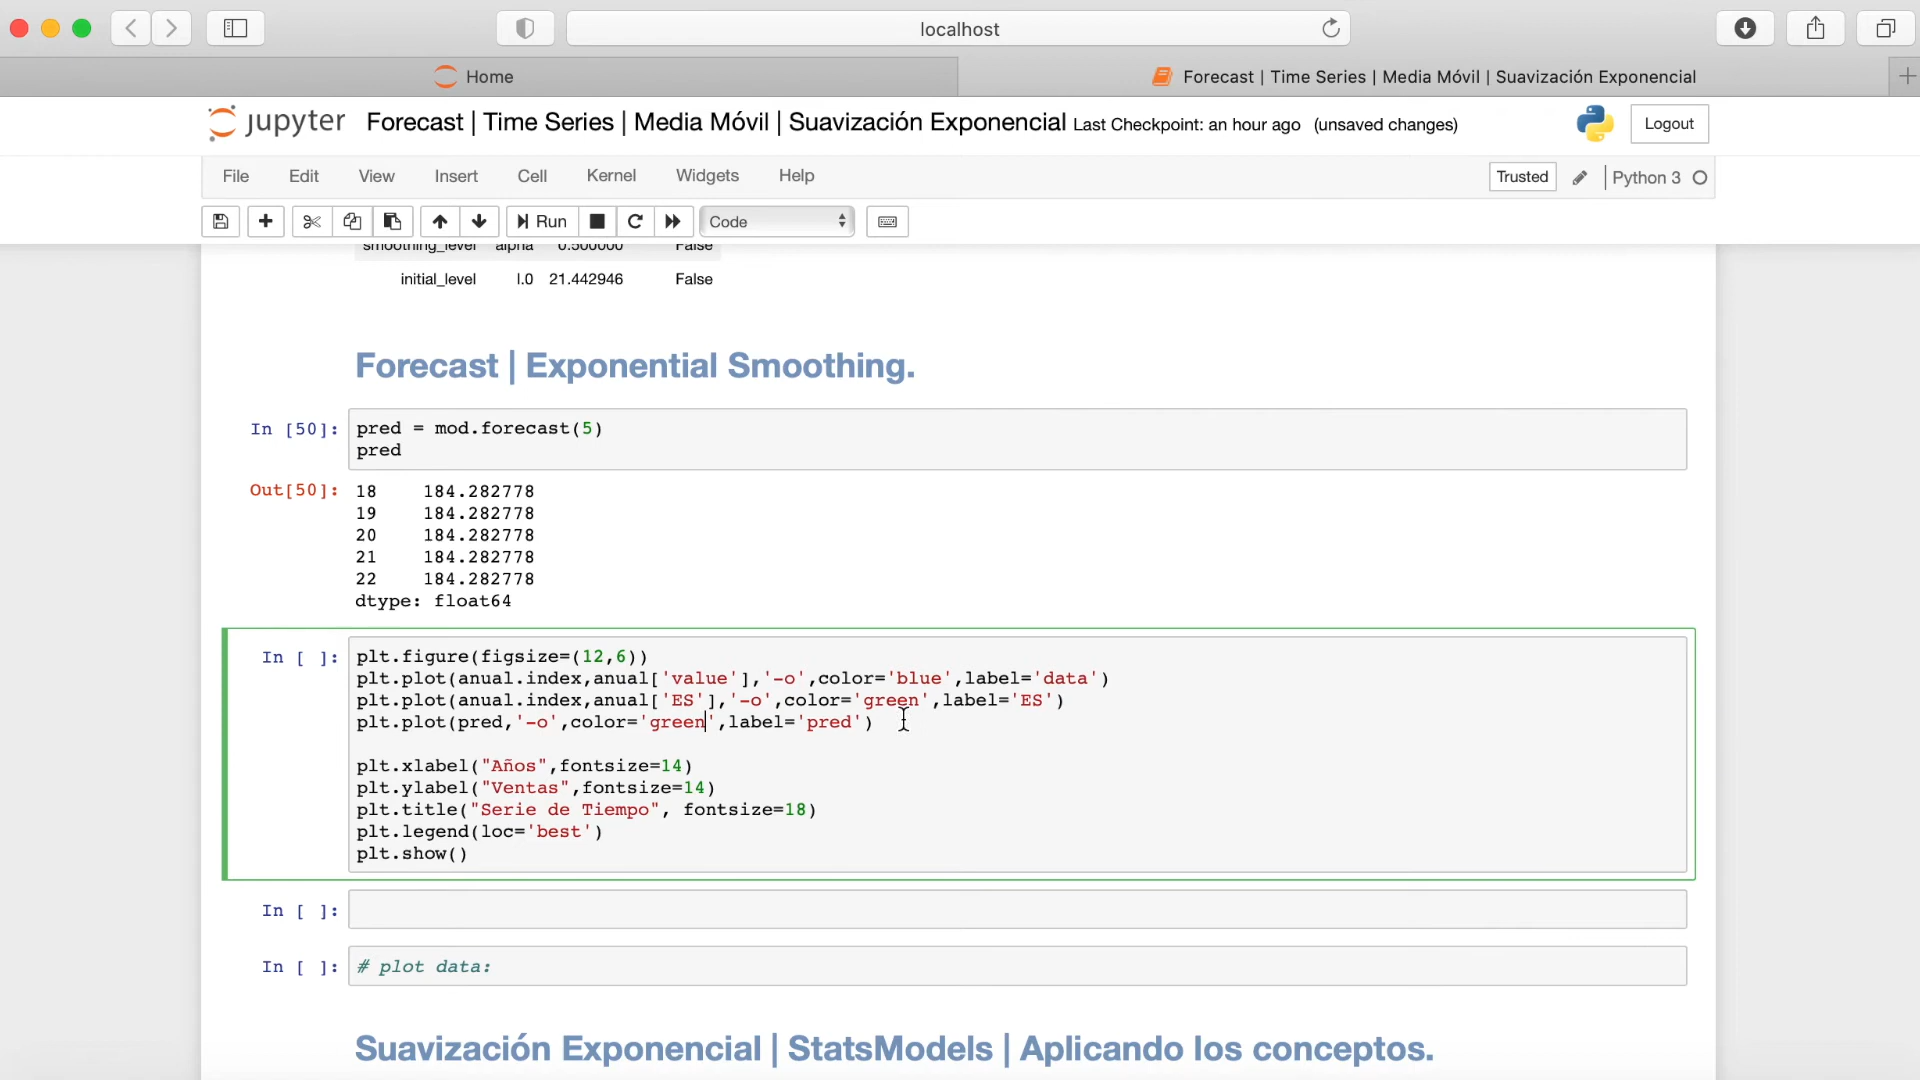 localhost
Home
Forecast | Time Series | Media Móvil | Suavización Exponencial
jupyter Forecast | Time Series | Media Móvil | Suavización Exponencial Last Checkpoint: an hour ago (unsaved changes)
Logout
File Edit View Insert Cell Kernel Widgets Help
Trusted
Python 3
Run
Code
smoothing_level alpha 0.500000 False
initial_level l.0 21.442946 False
Forecast | Exponential Smoothing.
In [50]: pred = mod.forecast(5)
pred
Out[50]: 18 184.282778
19 184.282778
20 184.282778
21 184.282778
22 184.282778
dtype: float64
In [ ]: plt.figure(figsize=(12,6))
plt.plot(anual.index,anual['value'],'-o',color='blue',label='data')
plt.plot(anual.index,anual['ES'],'-o',color='green',label='ES')
plt.plot(pred,'-o',color='green',label='pred')
plt.xlabel("Años",fontsize=14)
plt.ylabel("Ventas",fontsize=14)
plt.title("Serie de Tiempo", fontsize=18)
plt.legend(loc='best')
plt.show()
In [ ]:
In [ ]: # plot data:
Suavización Exponencial | StatsModels | Aplicando los conceptos.